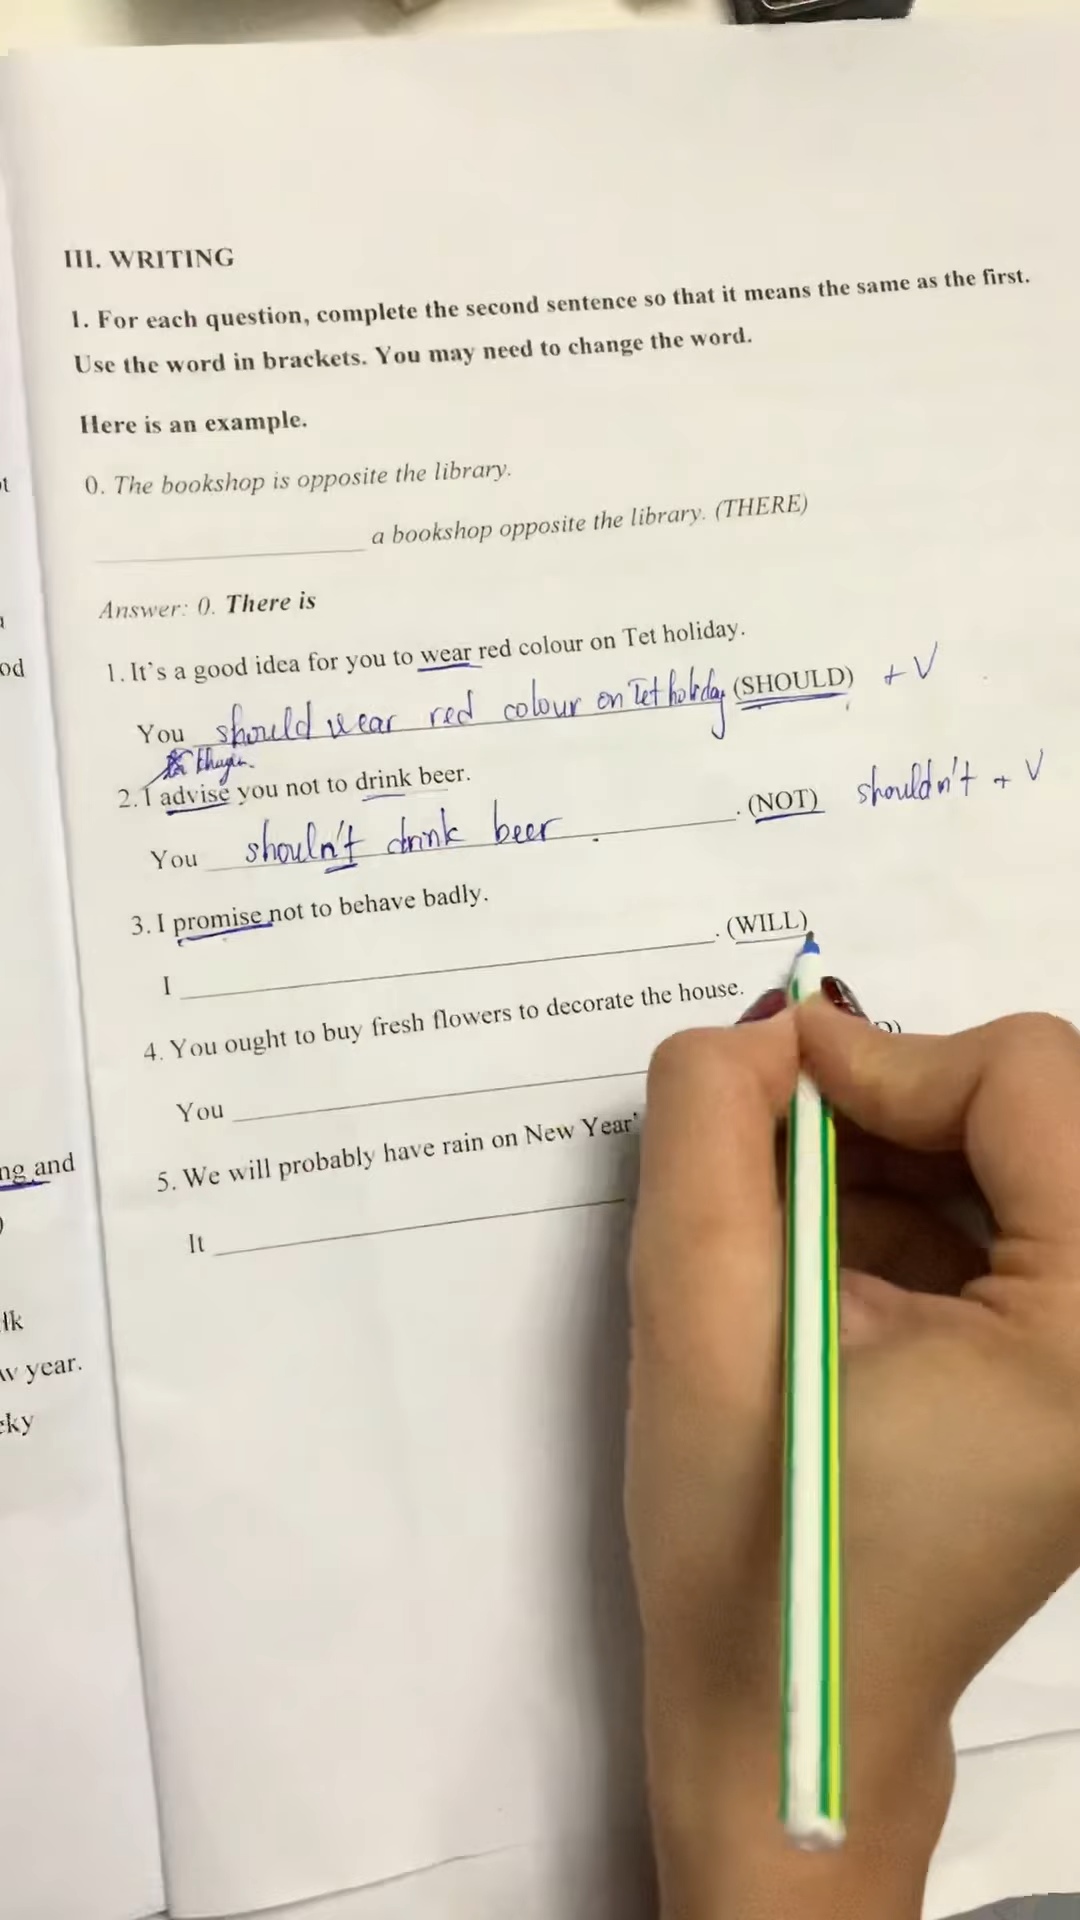 III. WRITING
1. For each question, complete the second sentence so that it means the same as the first.
Use the word in brackets. You may need to change the word.
Here is an example.
0. The bookshop is opposite the library.
a bookshop opposite the library. (THERE)
Answer: 0. There is
1. It's a good idea for you to wear red colour on Tet holiday.
You should wear red colour on Tet holiday (SHOULD) + V
khuyên.
2. I advise you not to drink beer.
You shouln't drink beer . . (NOT) shouldn't + V
3. I promise not to behave badly.
I . (WILL)
4. You ought to buy fresh flowers to decorate the house.
You
5. We will probably have rain on New Year'
It
ng and
lk
w year.
cky